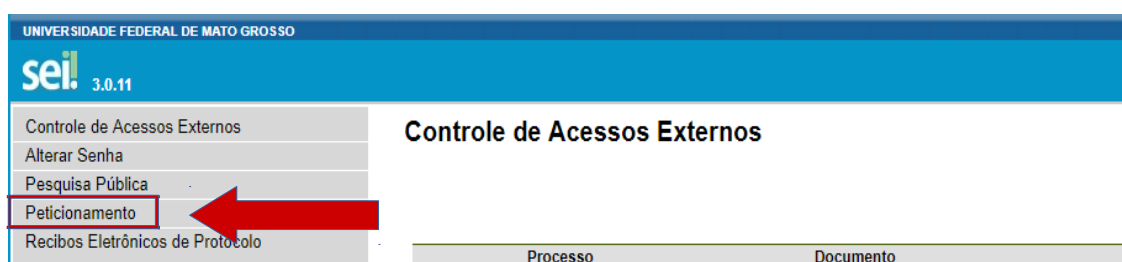 UNIVERSIDADE FEDERAL DE MATO GROSSO
sei! 3.0.11
Controle de Acessos Externos
Alterar Senha
Pesquisa Pública
Peticionamento
Recibos Eletrônicos de Protocolo
Controle de Acessos Externos
Processo Documento